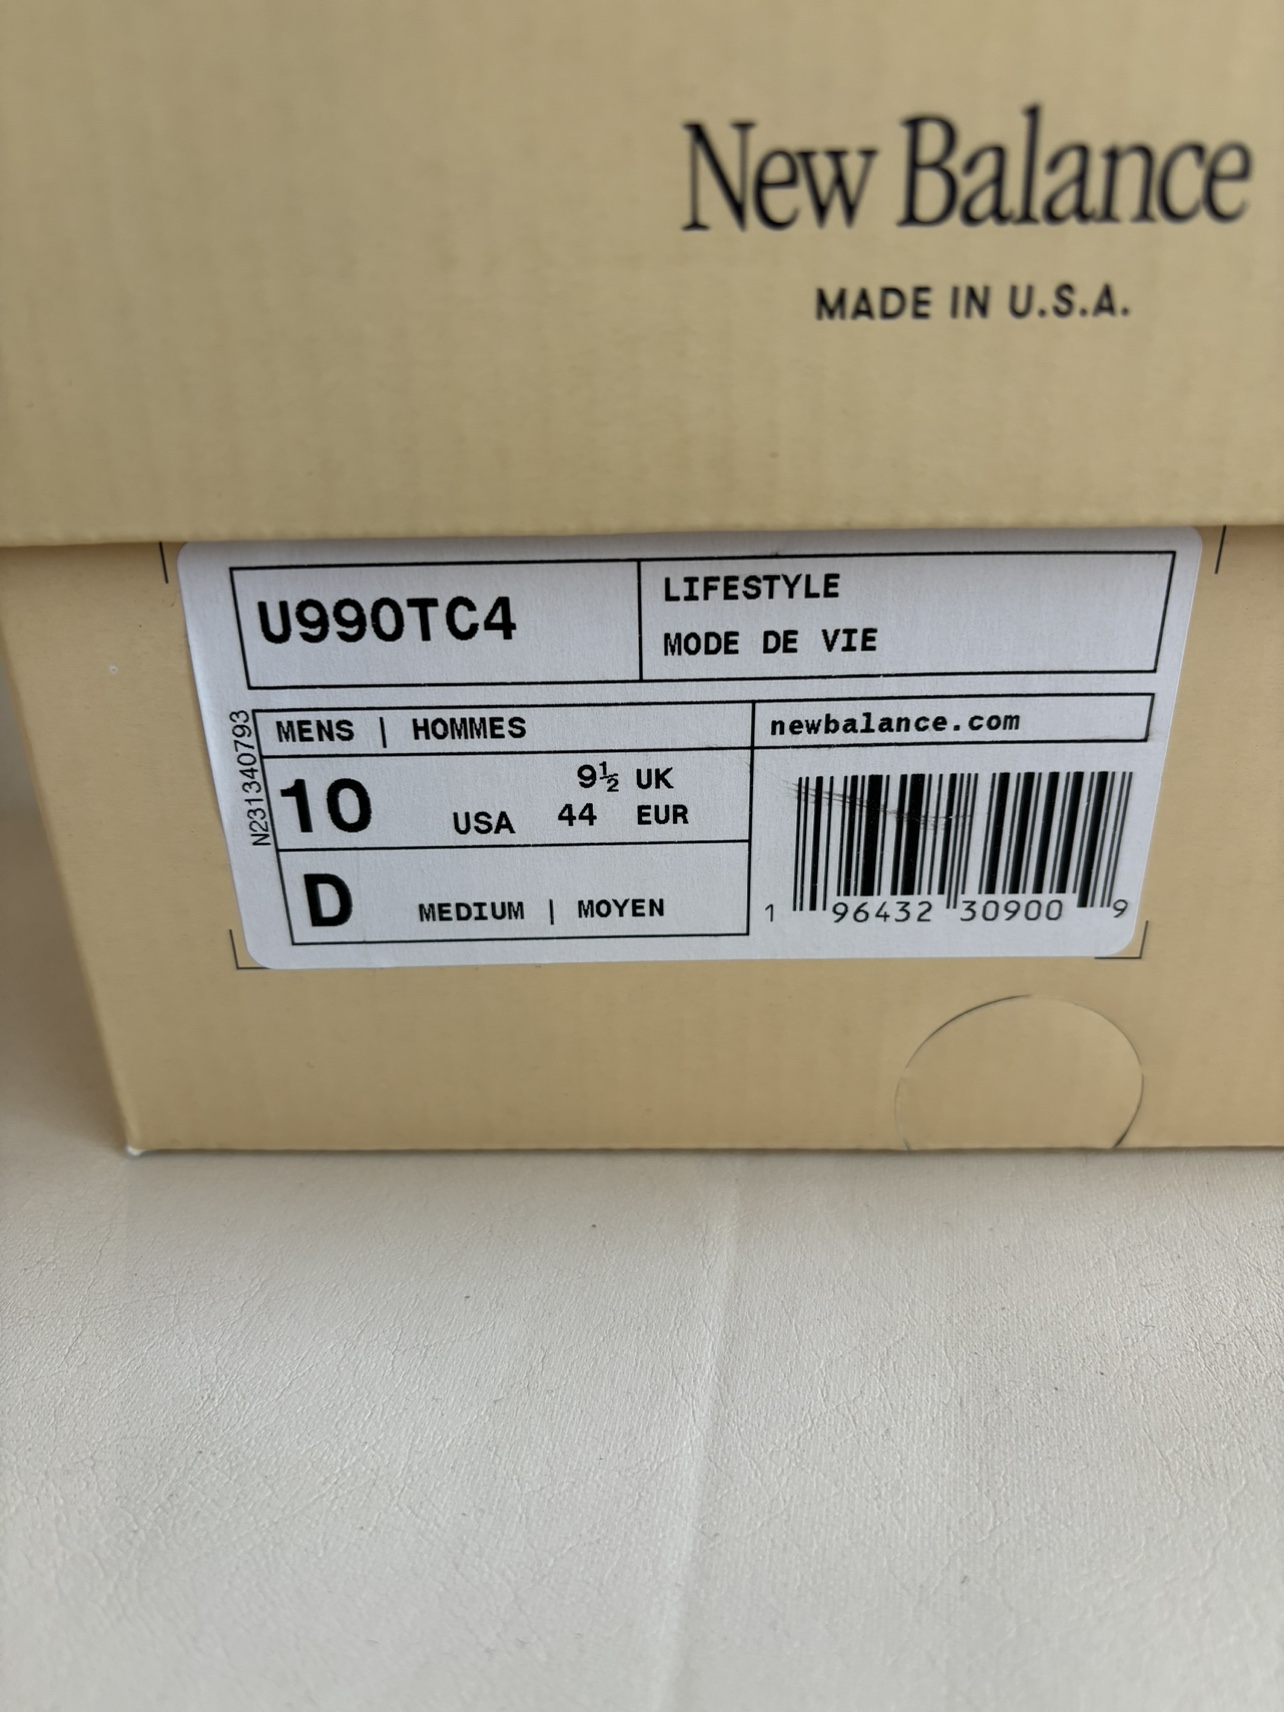 New Balance
MADE IN U.S.A.
U990TC4
LIFESTYLE
MODE DE VIE
N231340793
MENS | HOMMES
newbalance.com
10 USA
9½ UK
44 EUR
D MEDIUM | MOYEN
1 96432 30900 9